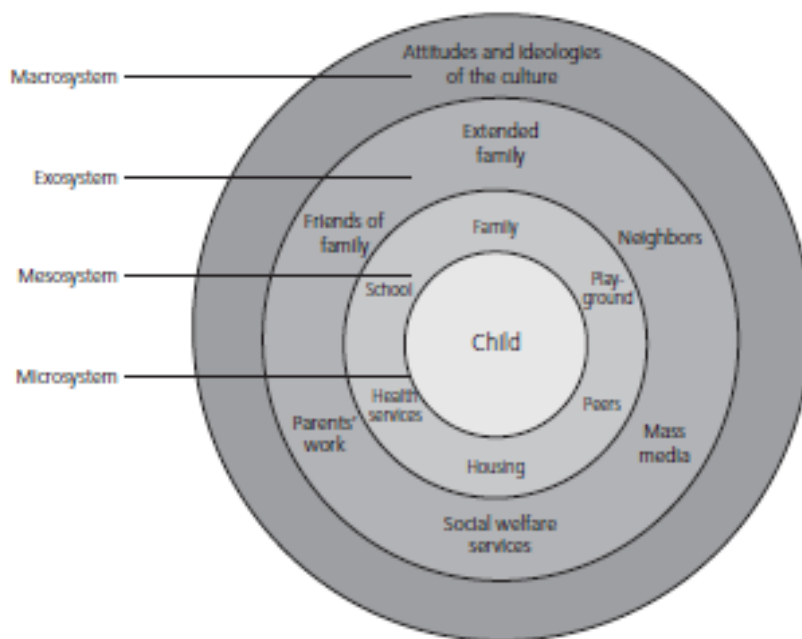 Attitudes and ideologies
of the culture
Macrosystem
Extended
family
Exosystem
Friends of
family
Neighbors
Family
Mesosystem
School
Play-
ground
Child
Microsystem
Health
services
Peers
Parents'
work
Mass
media
Housing
Social welfare
services